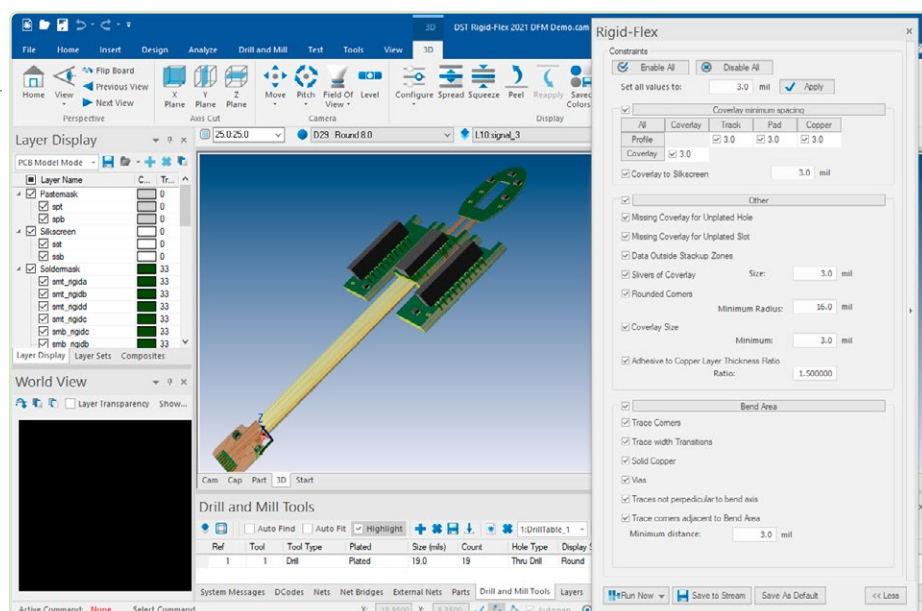 3D DST Rigid-Flex 2021 DFM Demo.cam
File Home Insert Design Analyze Drill and Mill Test Tools View 3D
Home View Flip Board Previous View Next View X Plane Y Plane Z Plane Move Pitch Field Of View Level Configure Spread Squeeze Peel Reapply Saved Colors
Perspective Axis Cut Camera Display
Layer Display
25.0:25.0 D29 Round 8.0 L10:signal_3
PCB Model Mode
Layer Name C... Tr...
Pastemask 0
spt 0
spb 0
Silkscreen 0
sst 0
ssb 0
Soldermask 33
smt_rigida 33
smt_rigidb 33
smt_rigidd 33
smt_rigidc 33
smb_rigidc 33
smb_rigidb 33
Layer Display Layer Sets Composites
World View
Layer Transparency Show...
Z
Cam Cap Part 3D Start
Drill and Mill Tools
Auto Find Auto Fit Highlight 1:DrillTable_1
Ref Tool Tool Type Plated Size (mils) Count Hole Type Display S
1 1 Drill Plated 19.0 19 Thru Drill Round
System Messages DCodes Nets Net Bridges External Nets Parts Drill and Mill Tools Layers
Active Command: None Select Command X: Y:
Rigid-Flex
Constraints
Enable All Disable All
Set all values to: 3.0 mil Apply
Coverlay minimum spacing
All Coverlay Track Pad Copper
Profile 3.0 3.0 3.0
Coverlay 3.0
Coverlay to Silkscreen 3.0 mil
Other
Missing Coverlay for Unplated Hole
Missing Coverlay for Unplated Slot
Data Outside Stackup Zones
Slivers of Coverlay Size: 3.0 mil
Rounded Corners
Minimum Radius: 16.0 mil
Coverlay Size
Minimum: 3.0 mil
Adhesive to Copper Layer Thickness Ratio
Ratio: 1.500000
Bend Area
Trace Corners
Trace width Transitions
Solid Copper
Vias
Traces not perpedicular to bend axis
Trace corners adjacent to Bend Area
Minimum distance: 3.0 mil
Run Now Save to Stream Save As Default << Less